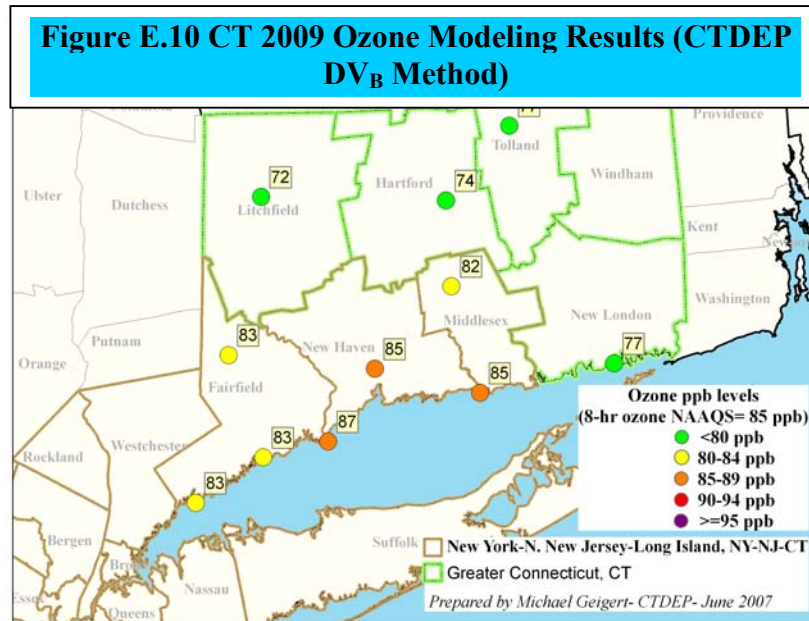 Figure E.10 CT 2009 Ozone Modeling Results (CTDEP
DVB Method)
Providence
Tolland
72
Hartford
74
Windham
Ulster
Dutchess
Litchfield
Kent
82
Middlesex
New London
Washington
83
Putnam
New Haven
85
77
Orange
Fairfield
85
Westchester
87
83
Rockland
83
Bergen
Suffolk
Essex
Nassau
Queens
Ozone ppb levels
(8-hr ozone NAAQS= 85 ppb)
<80 ppb
80-84 ppb
85-89 ppb
90-94 ppb
>=95 ppb
New York-N. New Jersey-Long Island, NY-NJ-CT
Greater Connecticut, CT
Prepared by Michael Geigert- CTDEP- June 2007